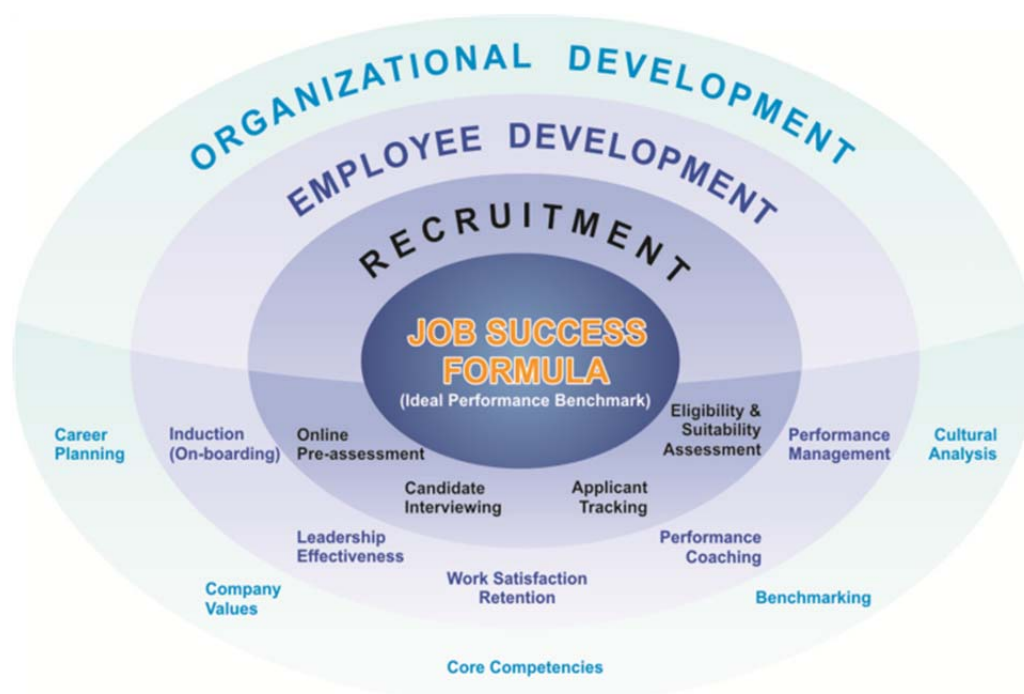 ORGANIZATIONAL DEVELOPMENT
EMPLOYEE DEVELOPMENT
RECRUITMENT
JOB SUCCESS
FORMULA
(Ideal Performance Benchmark)
Career
Planning
Induction
(On-boarding)
Online
Pre-assessment
Eligibility &
Suitability
Assessment
Performance
Management
Cultural
Analysis
Candidate
Interviewing
Applicant
Tracking
Leadership
Effectiveness
Performance
Coaching
Work Satisfaction
Retention
Company
Values
Benchmarking
Core Competencies